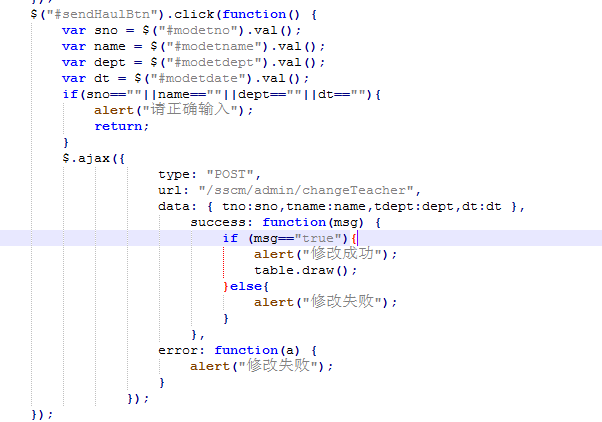 });
$("#sendHaulBtn").click(function() {
var sno = $("#modetno").val();
var name = $("#modetname").val();
var dept = $("#modetdept").val();
var dt = $("#modetdate").val();
if(sno==""||name==""||dept==""||dt==""){
alert("请正确输入");
return;
}
$.ajax({
type: "POST",
url: "/sscm/admin/changeTeacher",
data: { tno:sno,tname:name,tdept:dept,dt:dt },
success: function(msg) {
if (msg=="true"){
alert("修改成功");
table.draw();
}else{
alert("修改失败");
}
},
error: function(a) {
alert("修改失败");
}
});
});